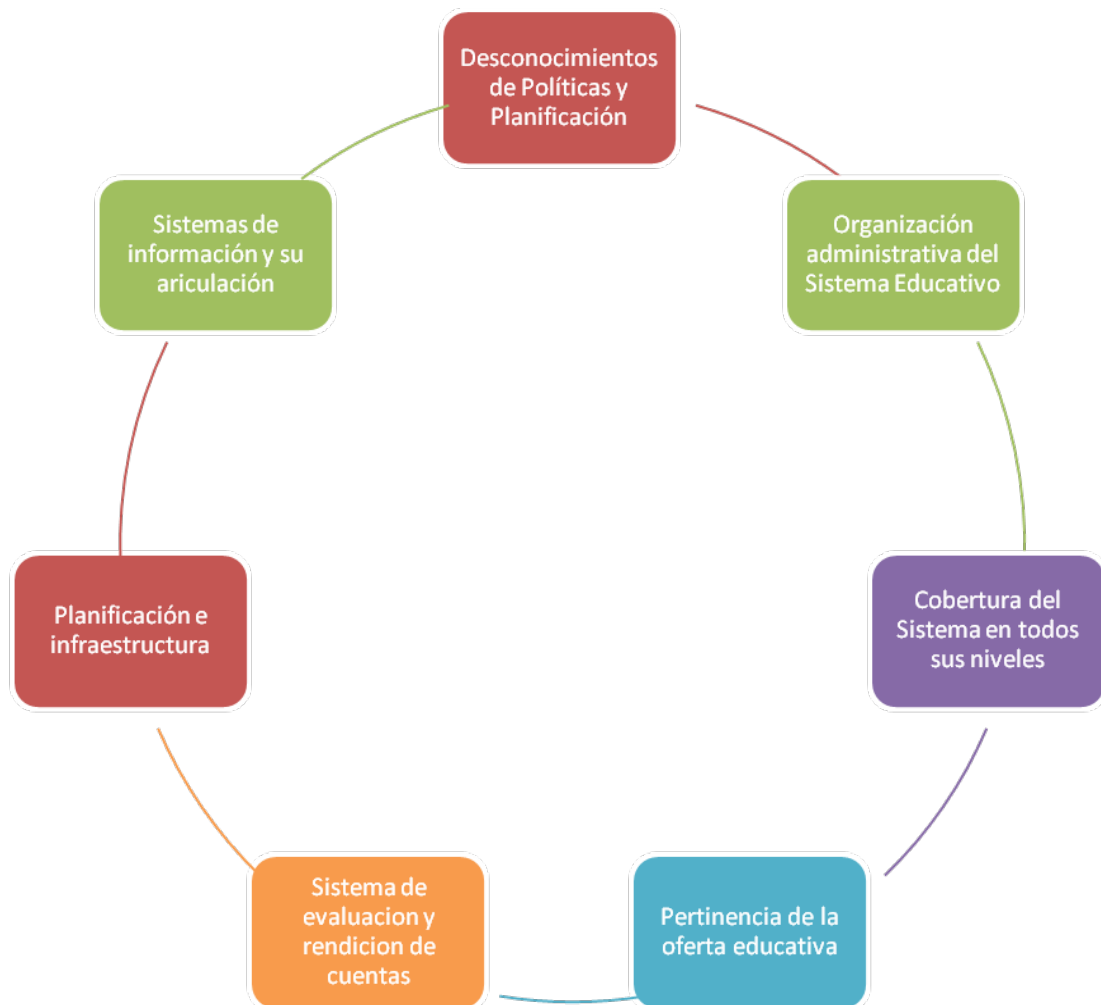 Desconocimientos
de Políticas y
Planificación
Organización
administrativa del
Sistema Educativo
Cobertura del
Sistema en todos
sus niveles
Pertinencia de la
oferta educativa
Sistema de
evaluacion y
rendicion de
cuentas
Planificación e
infraestructura
Sistemas de
información y su
ariculación